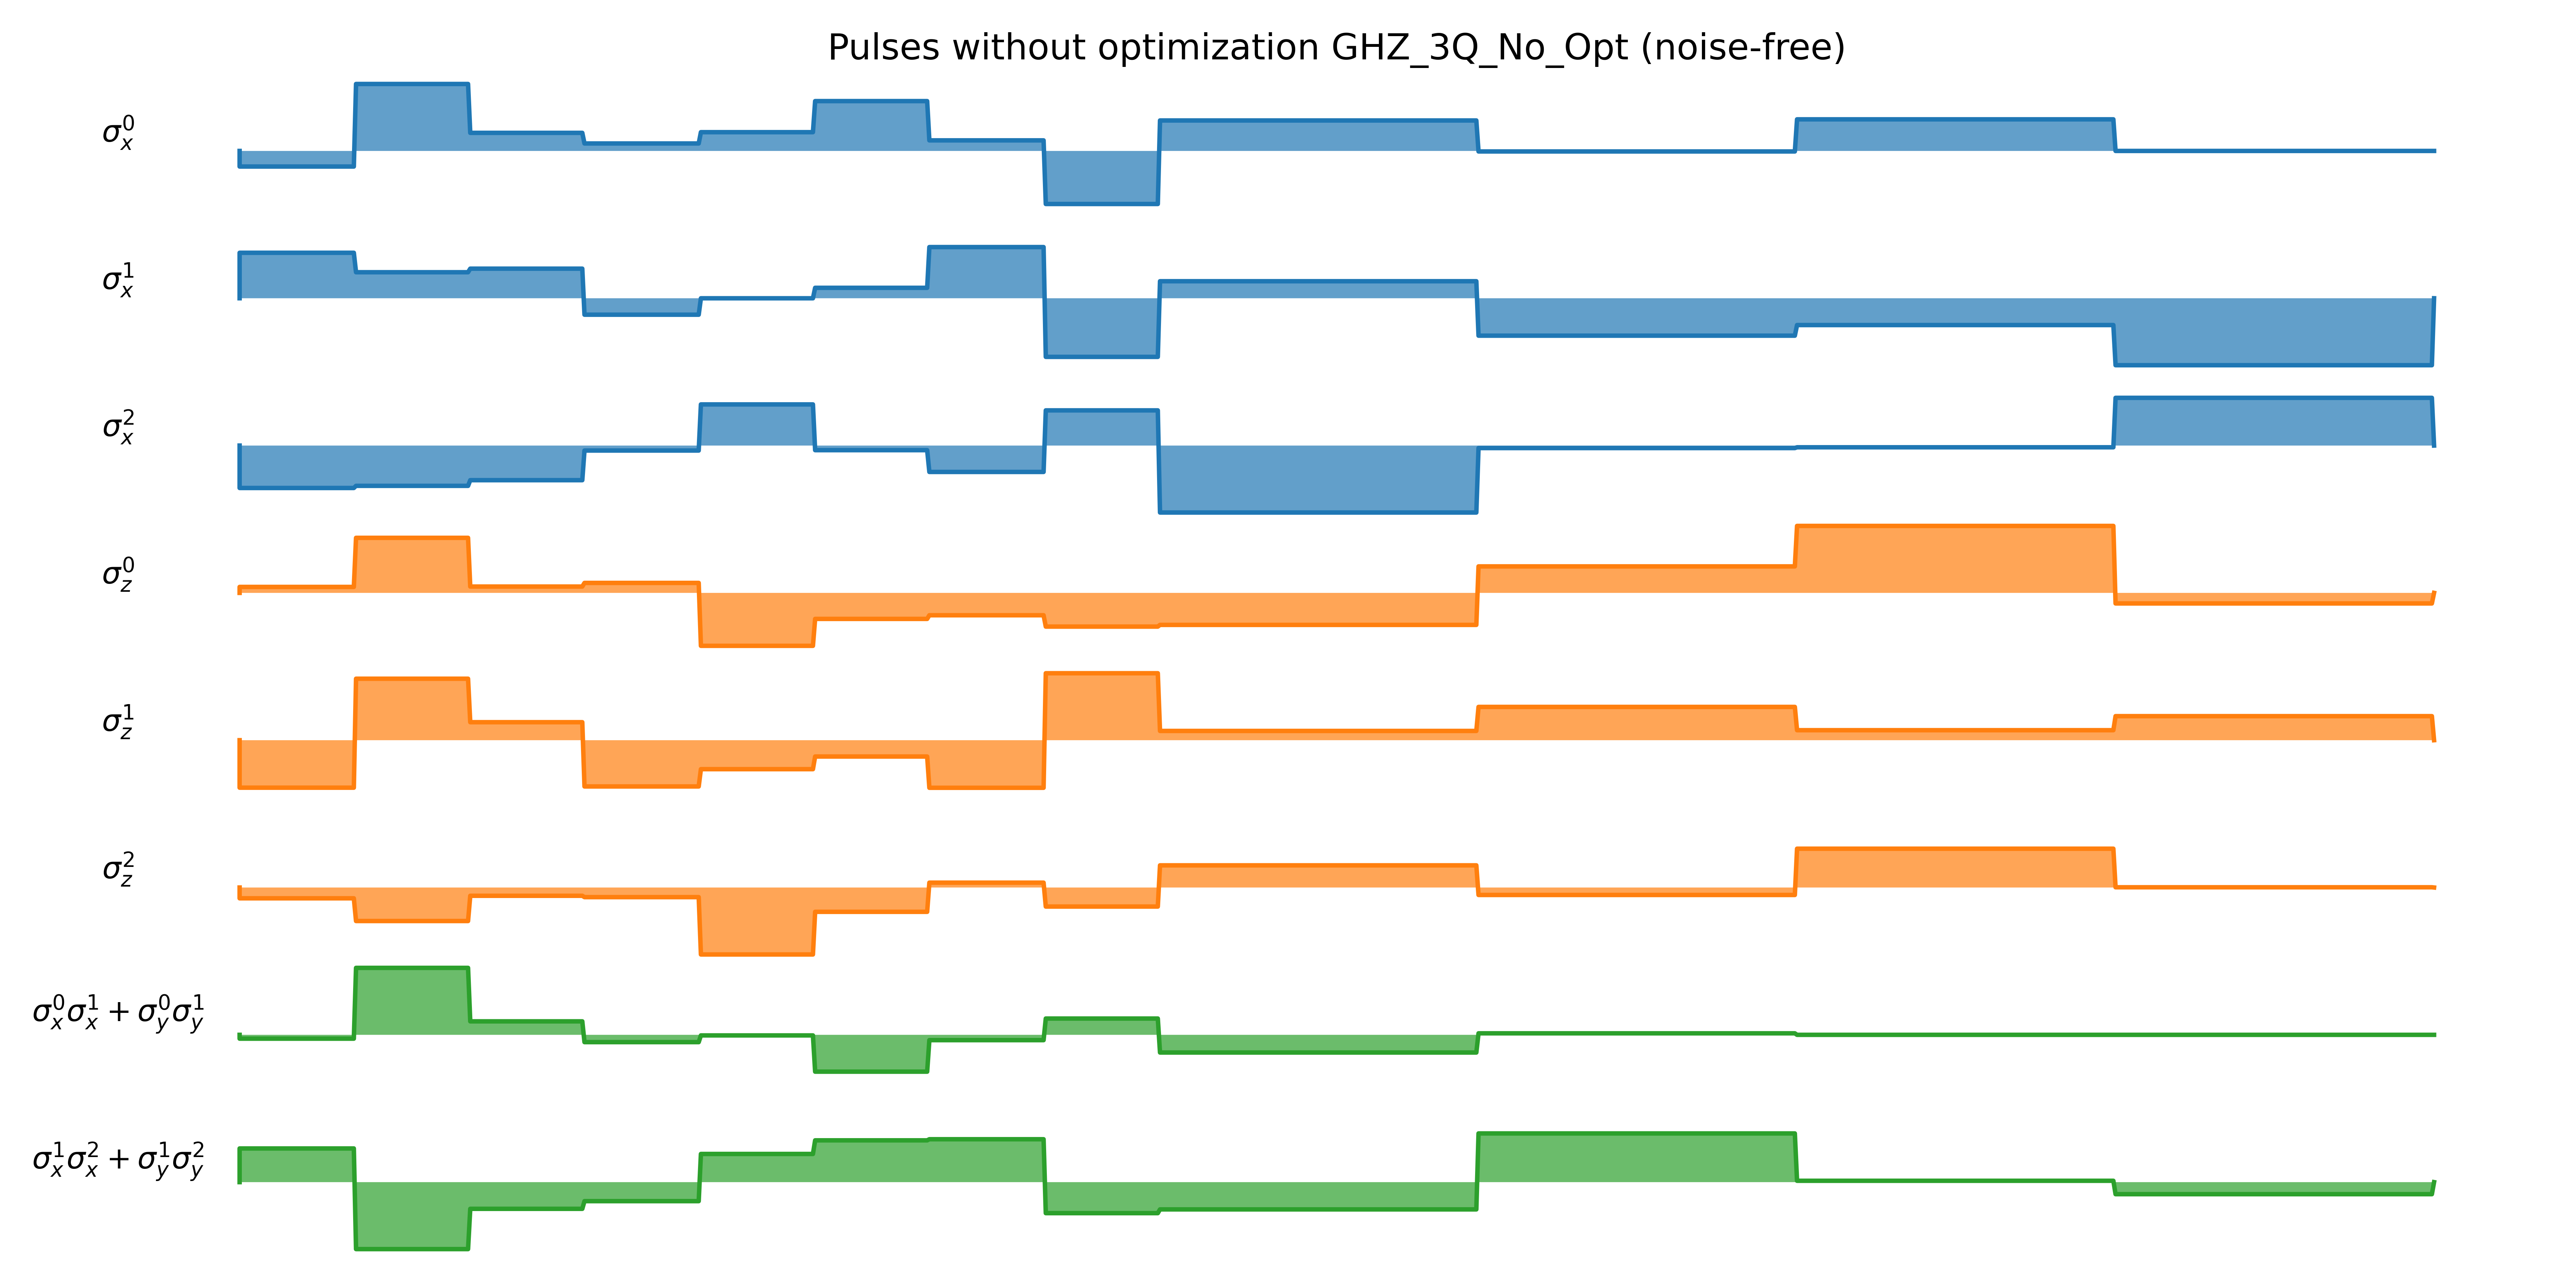 Pulses without optimization GHZ_3Q_No_Opt (noise-free)
σ_x^0
σ_x^1
σ_x^2
σ_z^0
σ_z^1
σ_z^2
σ_x^0σ_x^1 + σ_y^0σ_y^1
σ_x^1σ_x^2 + σ_y^1σ_y^2